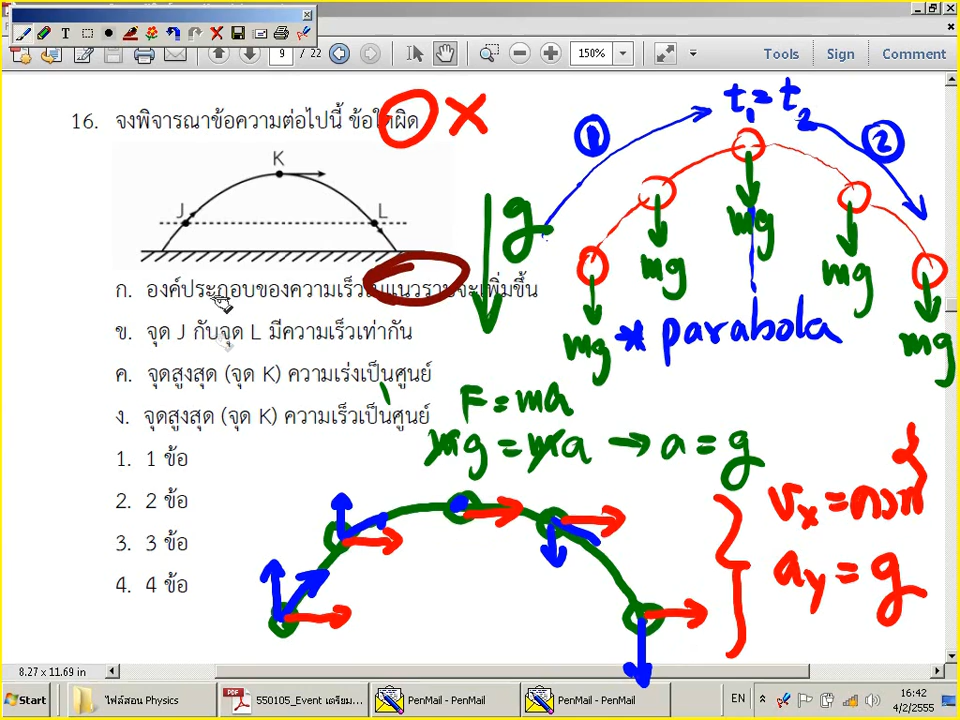 9 / 22
150%
Tools
Sign
Comment
16. จงพิจารณาข้อความต่อไปนี้ ข้อใดผิด
K
J
L
ก. องค์ประกอบของความเร็วในแนวราบจะเพิ่มขึ้น
ข. จุด J กับจุด L มีความเร็วเท่ากัน
ค. จุดสูงสุด (จุด K) ความเร่งเป็นศูนย์
ง. จุดสูงสุด (จุด K) ความเร็วเป็นศูนย์
1. 1 ข้อ
2. 2 ข้อ
3. 3 ข้อ
4. 4 ข้อ
t₁ = t₂
① ②
g
mg
mg
mg
mg
mg
* parabola
F = ma
mg = ma → a = g
vₓ = คงที่
a_y = g
8.27 x 11.69 in
Start
ไฟล์สอน Physics
550105_Event เตรียม...
PenMail - PenMail
PenMail - PenMail
EN
16:42
4/2/2555